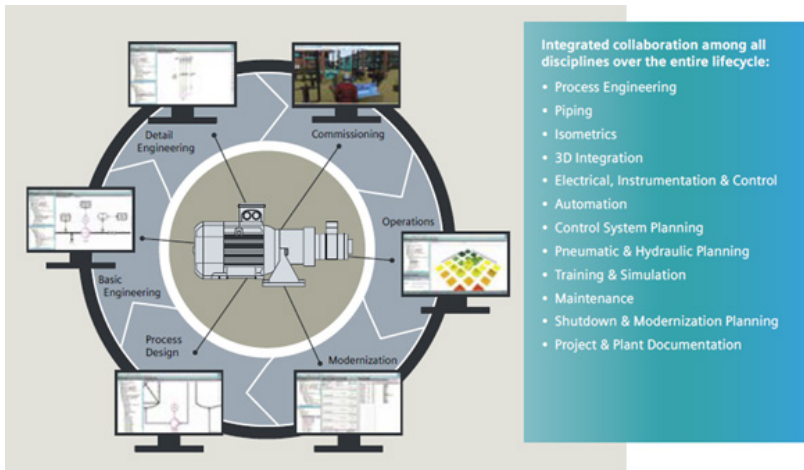 Detail
Engineering
Commissioning
Operations
Basic
Engineering
Process
Design
Modernization
Integrated collaboration among all
disciplines over the entire lifecycle:
• Process Engineering
• Piping
• Isometrics
• 3D Integration
• Electrical, Instrumentation & Control
• Automation
• Control System Planning
• Pneumatic & Hydraulic Planning
• Training & Simulation
• Maintenance
• Shutdown & Modernization Planning
• Project & Plant Documentation